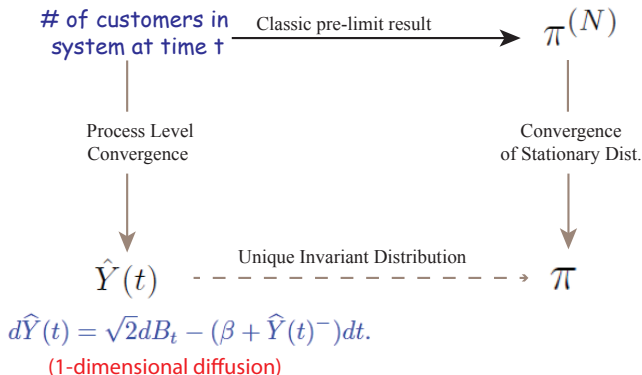 # of customers in
system at time t
Classic pre-limit result
π^(N)
Process Level
Convergence
Convergence
of Stationary Dist.
Ŷ(t)
Unique Invariant Distribution
π
dŶ(t) = √2dB_t − (β + Ŷ(t)^−)dt.
(1-dimensional diffusion)